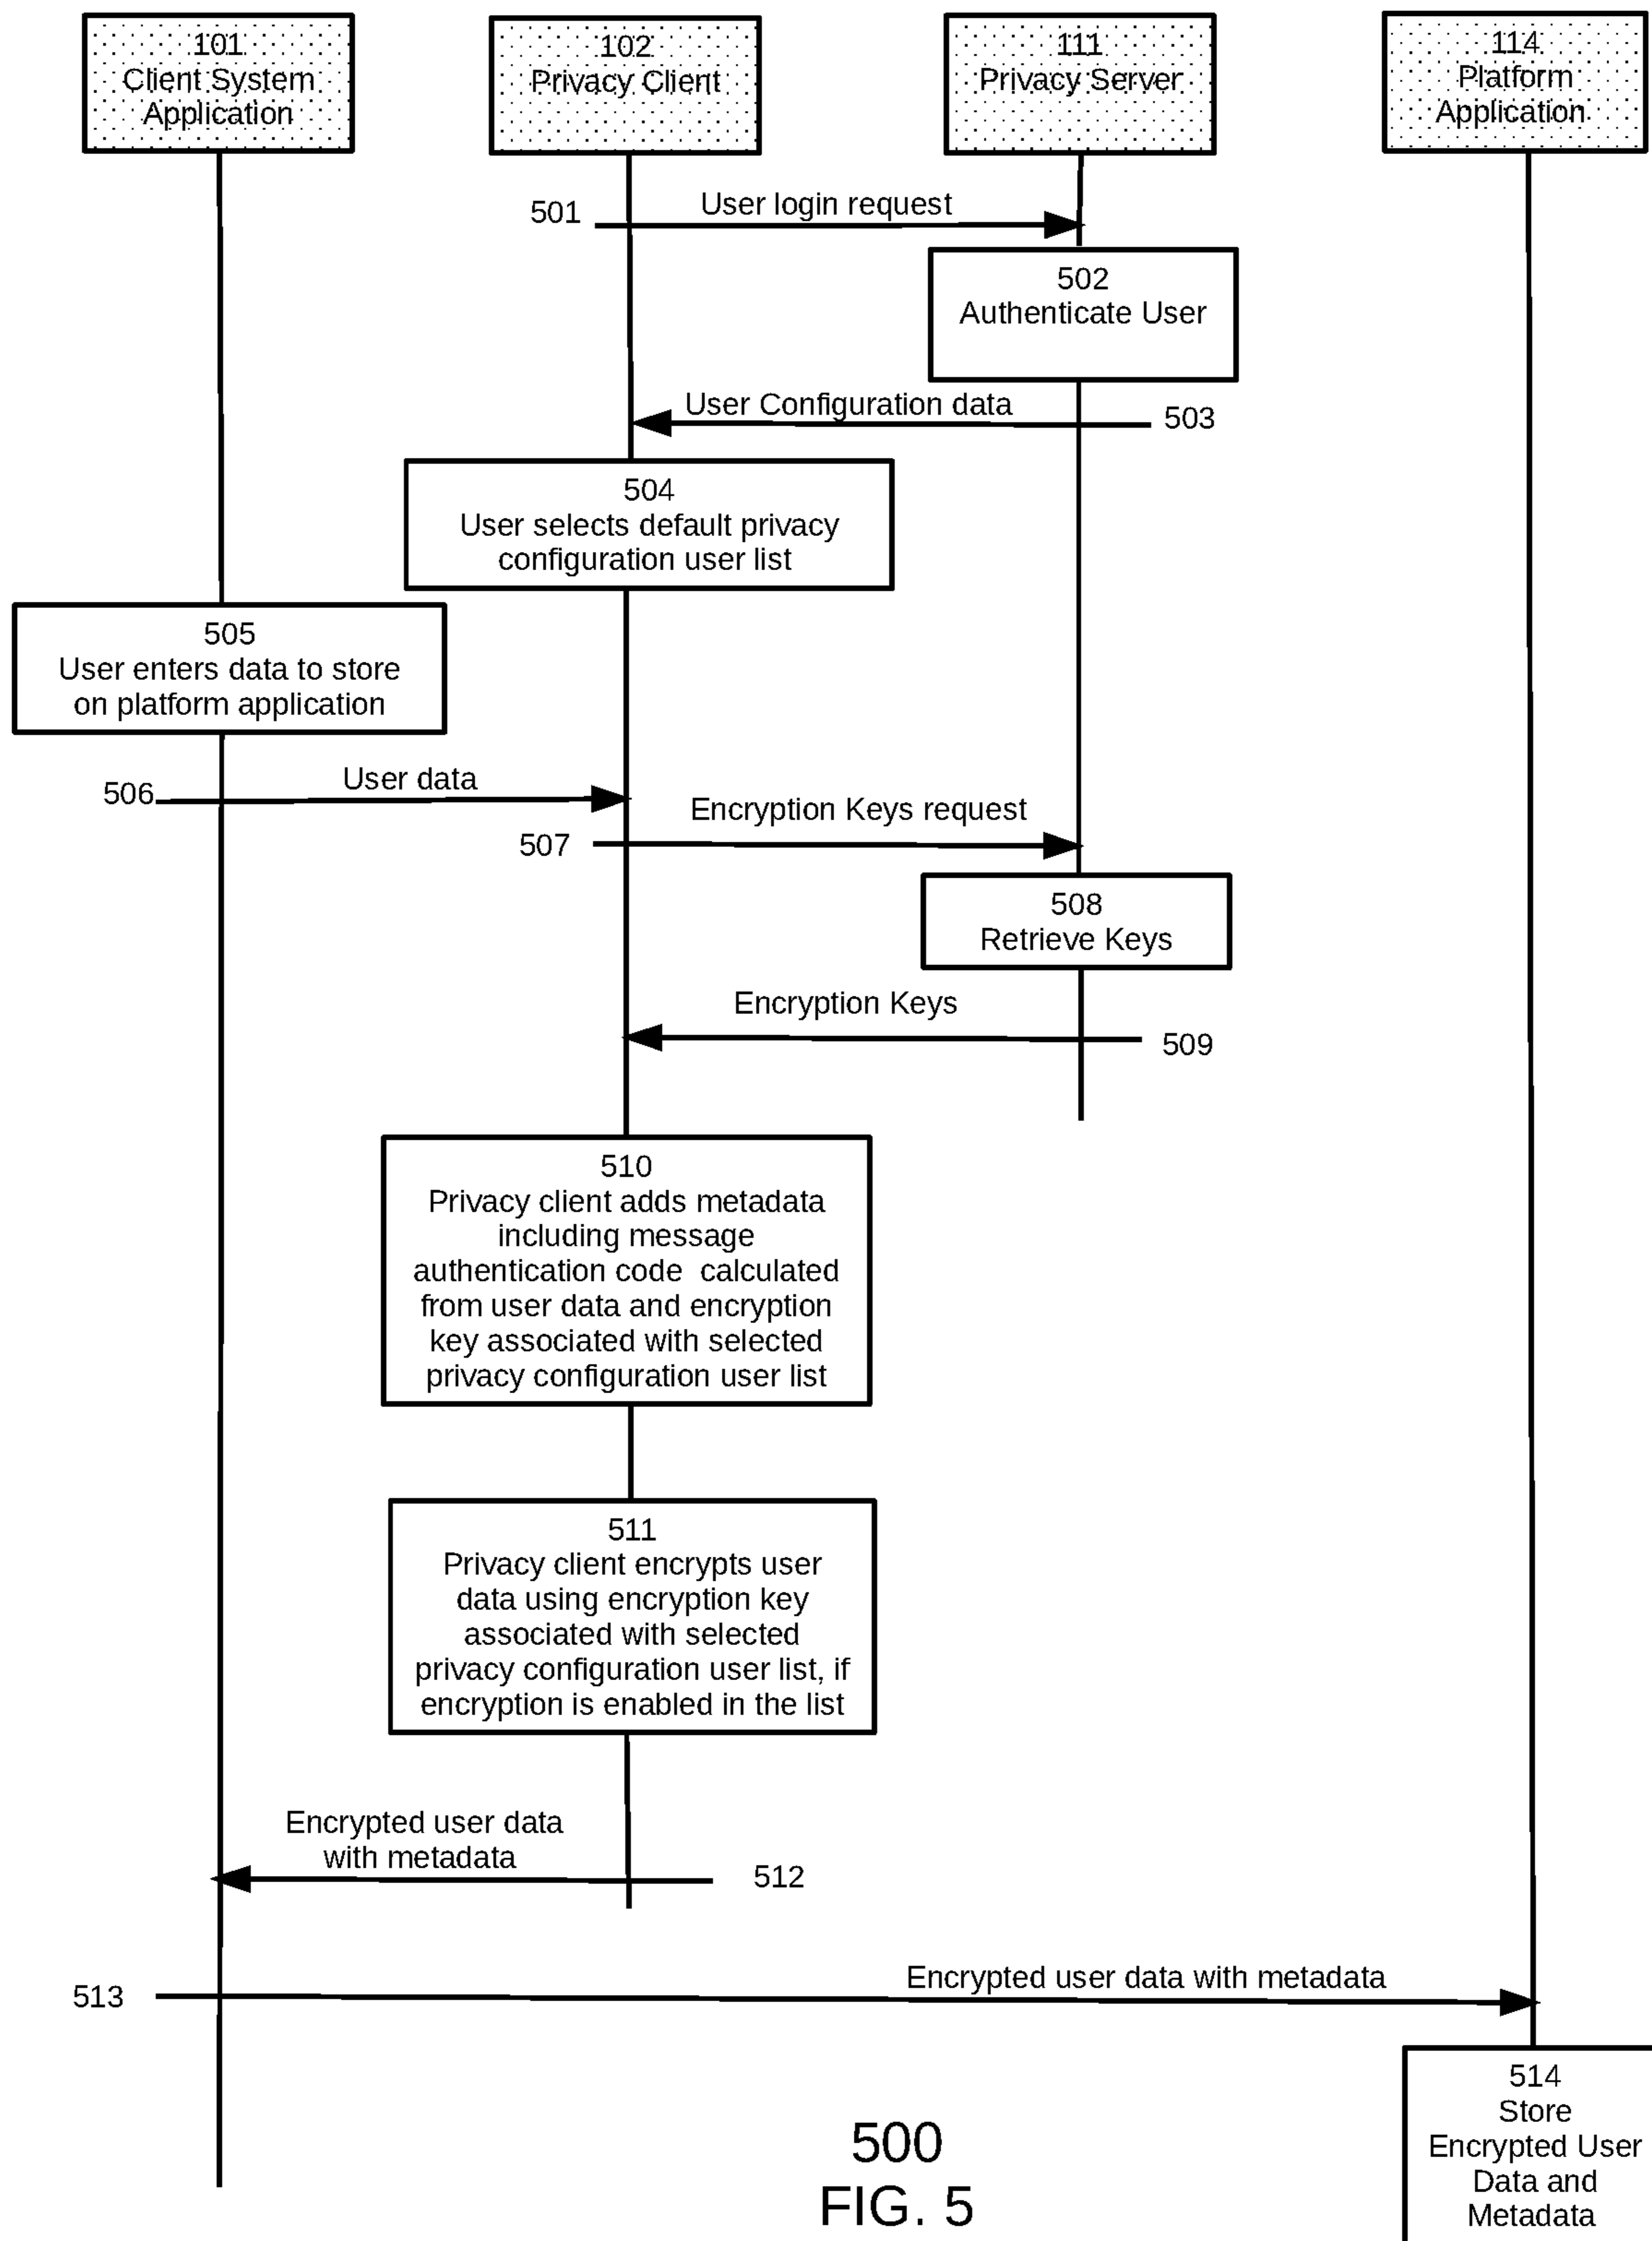 101
Client System
Application
102
Privacy Client
111
Privacy Server
114
Platform
Application
501
User login request
502
Authenticate User
User Configuration data
503
504
User selects default privacy
configuration user list
505
User enters data to store
on platform application
506
User data
Encryption Keys request
507
508
Retrieve Keys
Encryption Keys
509
510
Privacy client adds metadata
including message
authentication code calculated
from user data and encryption
key associated with selected
privacy configuration user list
511
Privacy client encrypts user
data using encryption key
associated with selected
privacy configuration user list, if
encryption is enabled in the list
Encrypted user data
with metadata
512
Encrypted user data with metadata
513
514
Store
Encrypted User
Data and
Metadata
500
FIG. 5